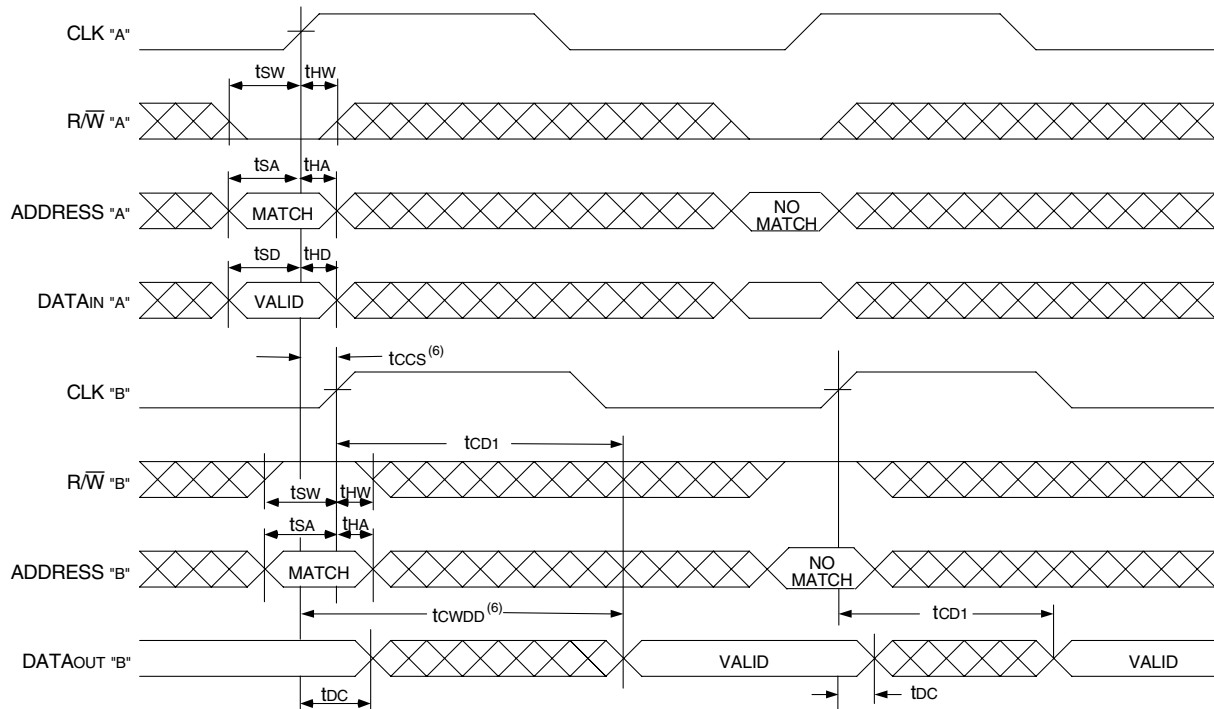 CLK "A"
tSW tHW
R/W̅ "A"
tSA tHA
ADDRESS "A" MATCH NO MATCH
tSD tHD
DATAIN "A" VALID
tCCS(6)
CLK "B"
tCD1
R/W̅ "B"
tSW tHW
tSA tHA
ADDRESS "B" MATCH NO MATCH
tCWDD(6) tCD1
DATAOUT "B" VALID VALID
tDC tDC